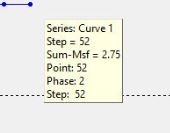 Series: Curve 1
Step = 52
Sum-Msf = 2.75
Point: 52
Phase: 2
Step:  52